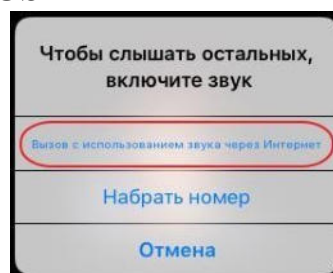 Чтобы слышать остальных,
включите звук
Вызов с использованием звука через Интернет
Набрать номер
Отмена